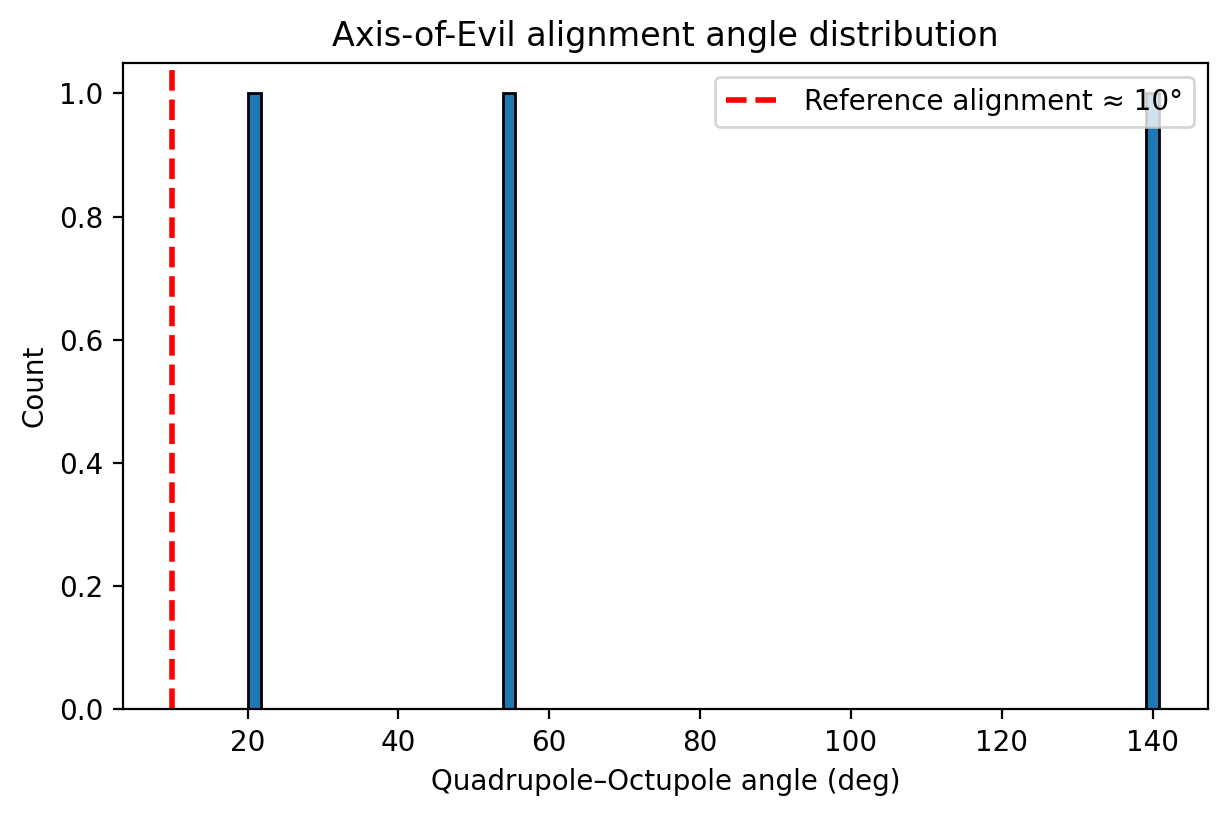 Axis-of-Evil alignment angle distribution
Reference alignment ≈ 10°
1.0
0.8
0.6
0.4
0.2
0.0
Count
20 40 60 80 100 120 140
Quadrupole–Octupole angle (deg)